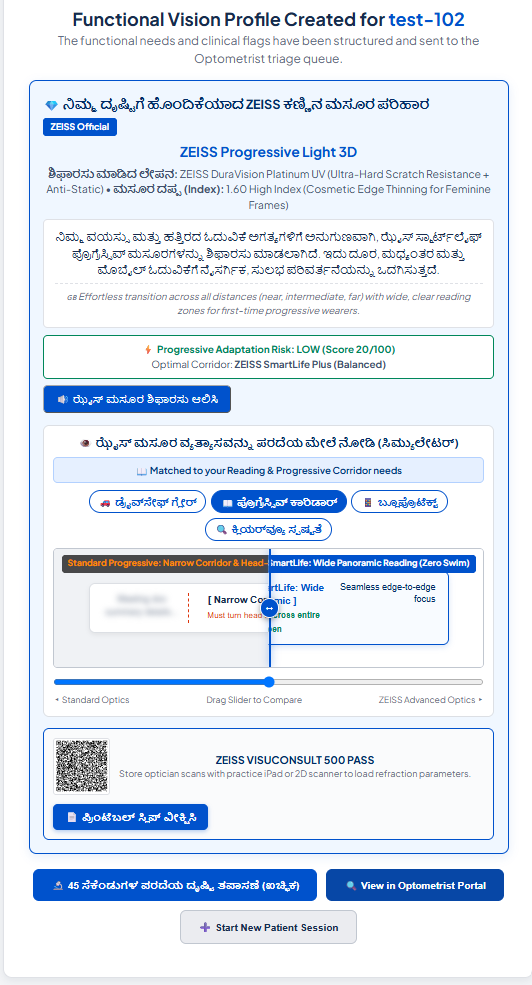 Functional Vision Profile Created for test-102
The functional needs and clinical flags have been structured and sent to the
Optometrist triage queue.
💎 ನಿಮ್ಮ ದೃಷ್ಟಿಗೆ ಹೊಂದಿಕೆಯಾದ ZEISS ಕಣ್ಣಿನ ಮಸೂರ ಪರಿಹಾರ
ZEISS Official
ZEISS Progressive Light 3D
ಶಿಫಾರಸು ಮಾಡಿದ ಲೇಪನ: ZEISS DuraVision Platinum UV (Ultra-Hard Scratch Resistance +
Anti-Static) • ಮಸೂರ ದಪ್ಪ (Index): 1.60 High Index (Cosmetic Edge Thinning for Feminine
Frames)
ನಿಮ್ಮ ವಯಸ್ಸು ಮತ್ತು ಹತ್ತಿರದ ಓದುವಿಕೆ ಅಗತ್ಯಗಳಿಗೆ ಅನುಗುಣವಾಗಿ, ಝೈಸ್ ಸ್ಮಾರ್ಟ್‌ಲೈಫ್
ಪ್ರೊಗ್ರೆಸ್ಸಿವ್ ಮಸೂರಗಳನ್ನು ಶಿಫಾರಸು ಮಾಡಲಾಗಿದೆ. ಇದು ದೂರ, ಮಧ್ಯಂತರ ಮತ್ತು
ಮೊಬೈಲ್ ಓದುವಿಕೆಗೆ ನೈಸರ್ಗಿಕ, ಸುಲಭ ಪರಿವರ್ತನೆಯನ್ನು ಒದಗಿಸುತ್ತದೆ.
GB Effortless transition across all distances (near, intermediate, far) with wide, clear reading
zones for first-time progressive wearers.
⚡ Progressive Adaptation Risk: LOW (Score 20/100)
Optimal Corridor: ZEISS SmartLife Plus (Balanced)
🔊 ಝೈಸ್ ಮಸೂರ ಶಿಫಾರಸು ಆಲಿಸಿ
👁️ ಝೈಸ್ ಮಸೂರ ವ್ಯತ್ಯಾಸವನ್ನು ಪರದೆಯ ಮೇಲೆ ನೋಡಿ (ಸಿಮ್ಯುಲೇಟರ್)
📖 Matched to your Reading & Progressive Corridor needs
🚗 ಡ್ರೈವ್‌ಸೇಫ್ ಗ್ಲೇರ್ 📖 ಪ್ರೊಗ್ರೆಸ್ಸಿವ್ ಕಾರಿಡಾರ್ 📱 ಬ್ಲೂಪ್ರೊಟೆಕ್ಟ್
🔍 ಕ್ಲಿಯರ್‌ವ್ಯೂ ಸ್ಪಷ್ಟತೆ
Standard Progressive: Narrow Corridor & Head- SmartLife: Wide Panoramic Reading (Zero Swim)
[ Narrow Co
Must turn head
rtLife: Wide
mic ]
cross entire
een
Seamless edge-to-edge
focus
◂ Standard Optics Drag Slider to Compare ZEISS Advanced Optics ▸
ZEISS VISUCONSULT 500 PASS
Store optician scans with practice iPad or 2D scanner to load refraction parameters.
📄 ಪ್ರಿಂಟೆಬಲ್ ಸ್ಲಿಪ್ ವೀಕ್ಷಿಸಿ
🔬 45 ಸೆಕೆಂಡುಗಳ ಪರದೆಯ ದೃಷ್ಟಿ ತಪಾಸಣೆ (ಐಚ್ಛಿಕ) 🔍 View in Optometrist Portal
➕ Start New Patient Session